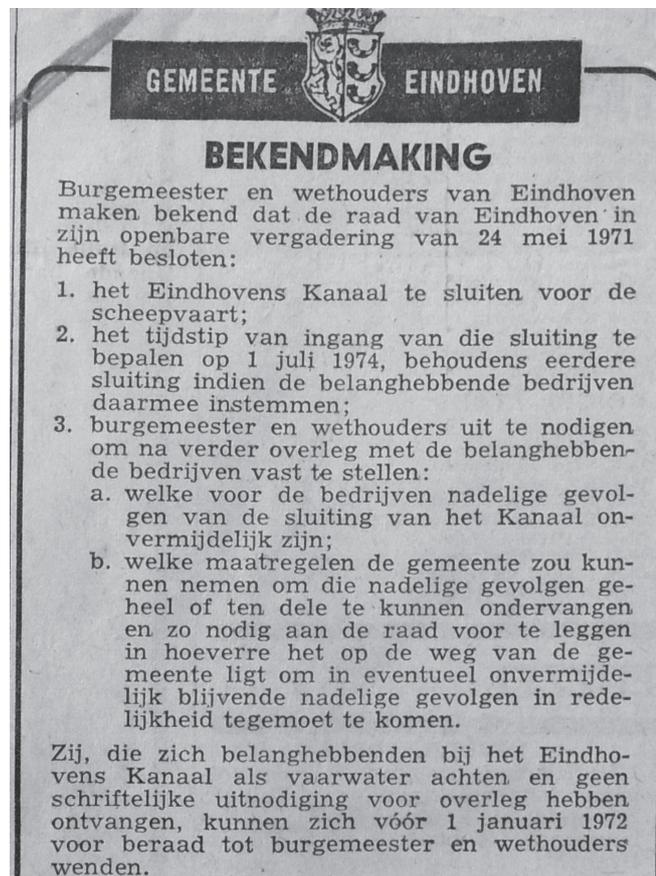 GEMEENTE EINDHOVEN
BEKENDMAKING
Burgemeester en wethouders van Eindhoven
maken bekend dat de raad van Eindhoven in
zijn openbare vergadering van 24 mei 1971
heeft besloten:
1. het Eindhovens Kanaal te sluiten voor de
scheepvaart;
2. het tijdstip van ingang van die sluiting te
bepalen op 1 juli 1974, behoudens eerdere
sluiting indien de belanghebbende bedrijven
daarmee instemmen;
3. burgemeester en wethouders uit te nodigen
om na verder overleg met de belanghebben-
de bedrijven vast te stellen:
a. welke voor de bedrijven nadelige gevol-
gen van de sluiting van het Kanaal on-
vermijdelijk zijn;
b. welke maatregelen de gemeente zou kun-
nen nemen om die nadelige gevolgen ge-
heel of ten dele te kunnen ondervangen
en zo nodig aan de raad voor te leggen
in hoeverre het op de weg van de ge-
meente ligt om in eventueel onvermijde-
lijk blijvende nadelige gevolgen in rede-
lijkheid tegemoet te komen.
Zij, die zich belanghebbenden bij het Eindho-
vens Kanaal als vaarwater achten en geen
schriftelijke uitnodiging voor overleg hebben
ontvangen, kunnen zich vóór 1 januari 1972
voor beraad tot burgemeester en wethouders
wenden.